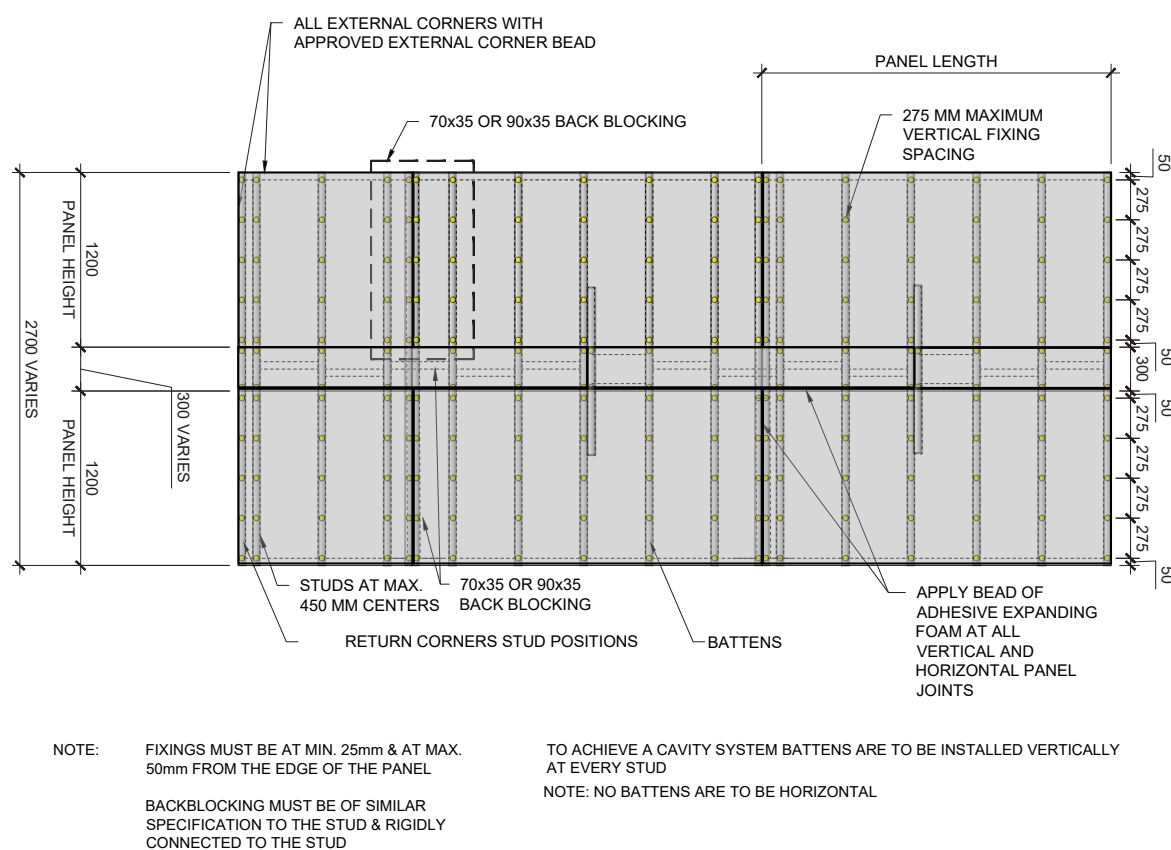 ALL EXTERNAL CORNERS WITH
APPROVED EXTERNAL CORNER BEAD
PANEL LENGTH
70x35 OR 90x35 BACK BLOCKING
275 MM MAXIMUM
VERTICAL FIXING
SPACING
2700 VARIES
PANEL HEIGHT
1200
300 VARIES
PANEL HEIGHT
1200
50
275
275
275
275
50
300
50
275
275
275
275
50
STUDS AT MAX.
450 MM CENTERS
70x35 OR 90x35
BACK BLOCKING
RETURN CORNERS STUD POSITIONS
BATTENS
APPLY BEAD OF
ADHESIVE EXPANDING
FOAM AT ALL
VERTICAL AND
HORIZONTAL PANEL
JOINTS
NOTE:
FIXINGS MUST BE AT MIN. 25mm & AT MAX.
50mm FROM THE EDGE OF THE PANEL
BACKBLOCKING MUST BE OF SIMILAR
SPECIFICATION TO THE STUD & RIGIDLY
CONNECTED TO THE STUD
TO ACHIEVE A CAVITY SYSTEM BATTENS ARE TO BE INSTALLED VERTICALLY
AT EVERY STUD
NOTE: NO BATTENS ARE TO BE HORIZONTAL